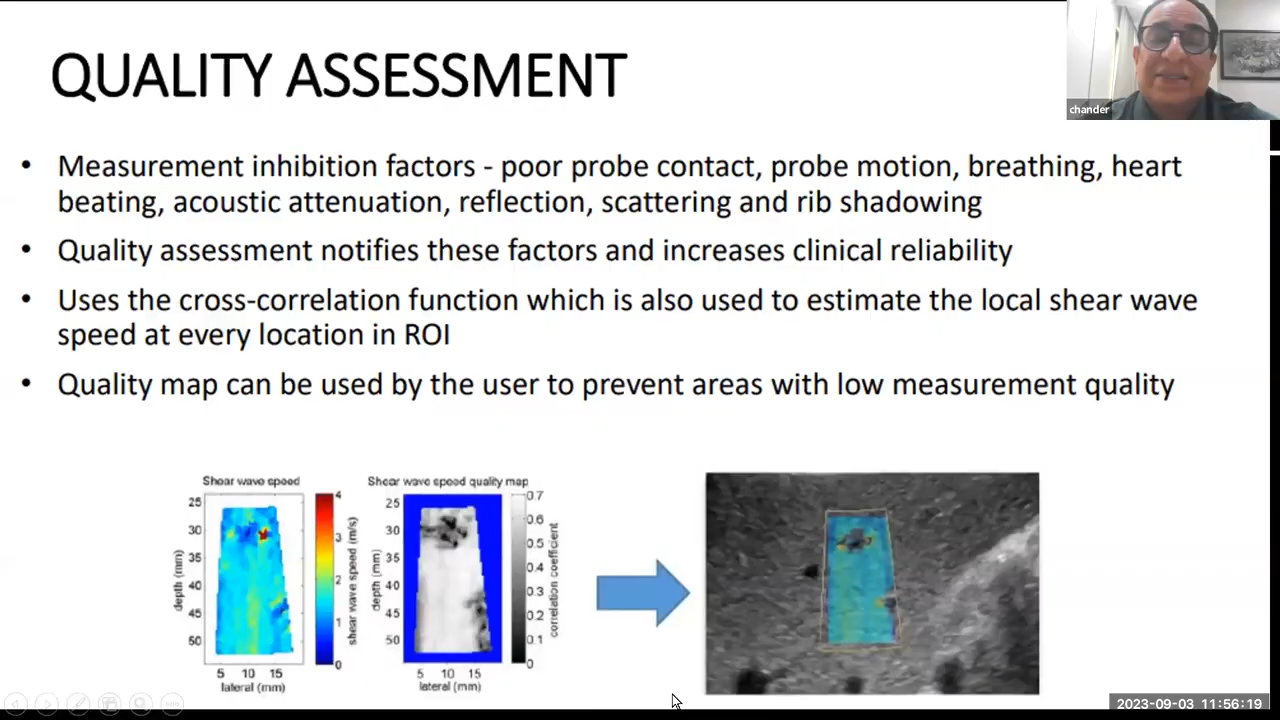 QUALITY ASSESSMENT
chander
• Measurement inhibition factors - poor probe contact, probe motion, breathing, heart
beating, acoustic attenuation, reflection, scattering and rib shadowing
• Quality assessment notifies these factors and increases clinical reliability
• Uses the cross-correlation function which is also used to estimate the local shear wave
speed at every location in ROI
• Quality map can be used by the user to prevent areas with low measurement quality
Shear wave speed
25
30
35
40
45
50
depth (mm)
5 10 15
lateral (mm)
4
3
2
1
0
shear wave speed (m/s)
Shear wave speed quality map
25
30
35
40
45
50
depth (mm)
5 10 15
lateral (mm)
0.7
0.6
0.5
0.4
0.3
0.2
0.1
0
correlation coefficient
2023-09-03 11:56:19